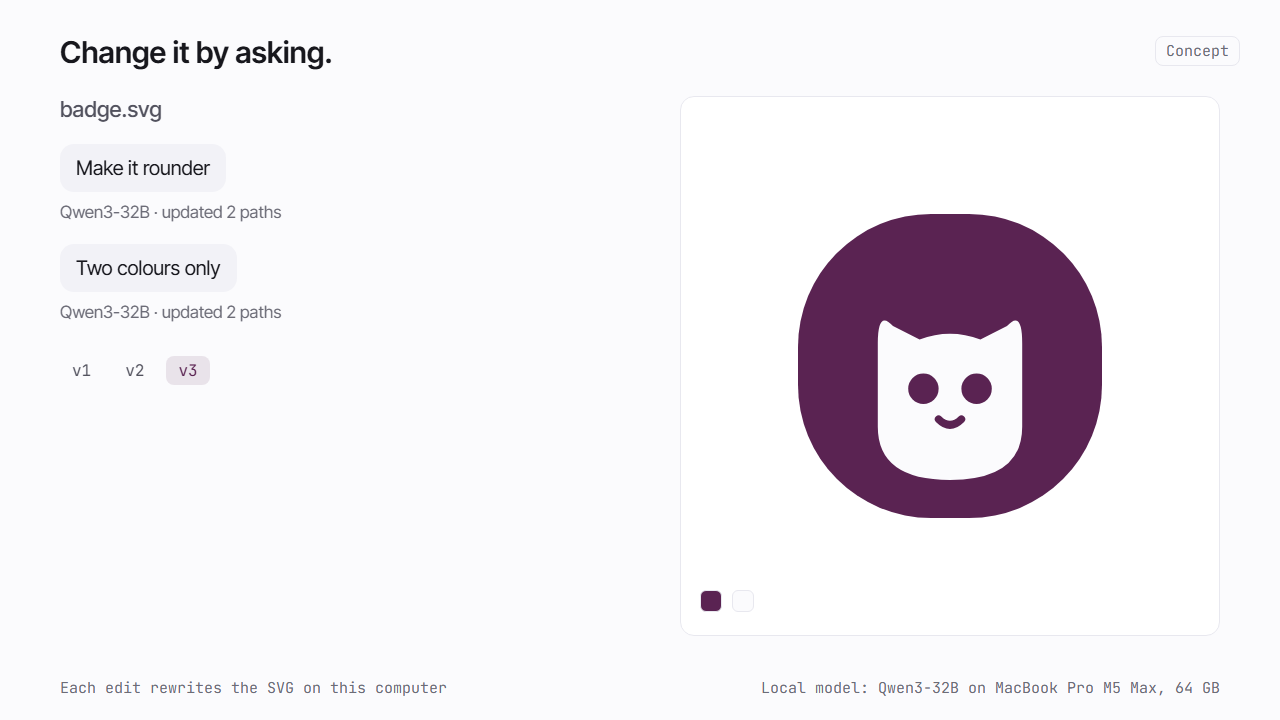 Change it by asking.
Concept
badge.svg
Make it rounder
Qwen3-32B · updated 2 paths
Two colours only
Qwen3-32B · updated 2 paths
v1 v2 v3
Each edit rewrites the SVG on this computer
Local model: Qwen3-32B on MacBook Pro M5 Max, 64 GB